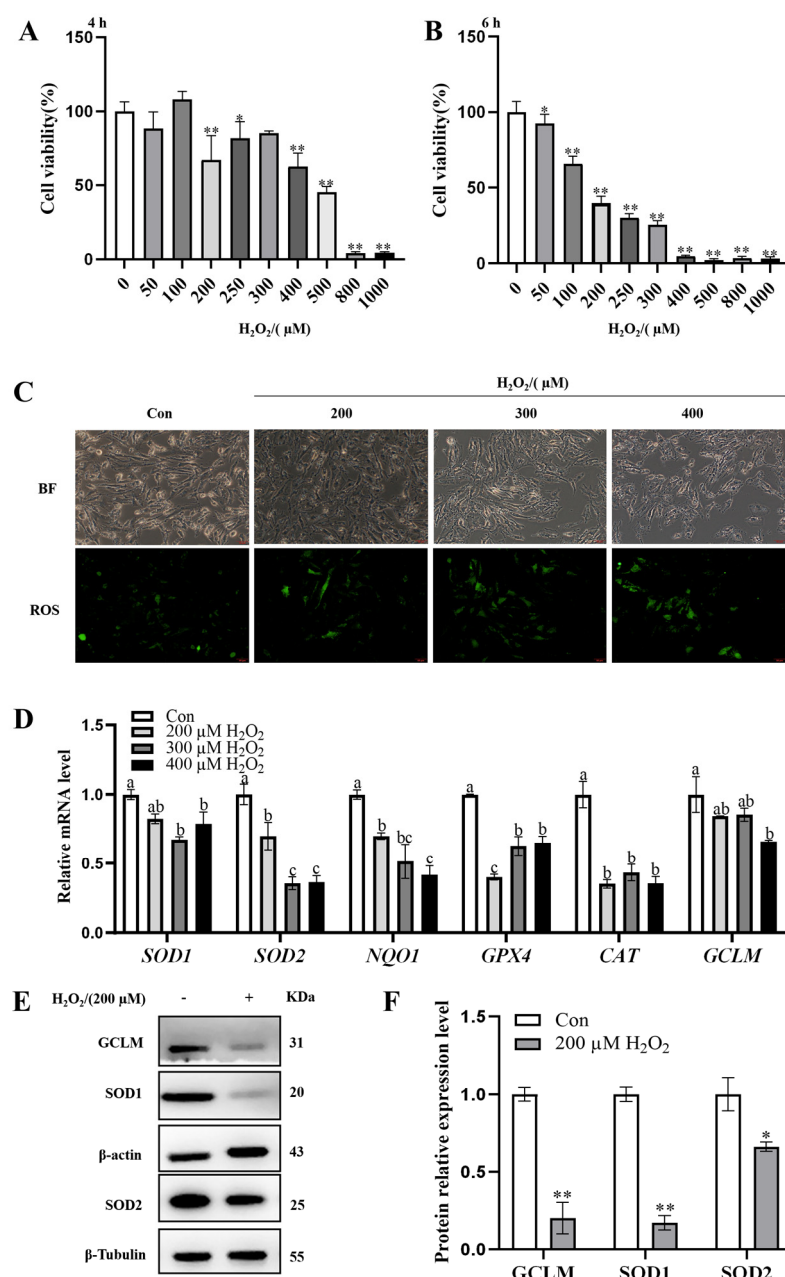 A
4 h
150
100
50
0
Cell viability(%)
** * ** ** ** **
0 50 100 200 250 300 400 500 800 1000
H₂O₂/( μM)
B
6 h
150
100
50
0
Cell viability(%)
* ** ** ** ** ** ** ** **
0 50 100 200 250 300 400 500 800 1000
H₂O₂/( μM)
C
H₂O₂/( μM)
Con 200 300 400
BF
ROS
D
Con
200 μM H₂O₂
300 μM H₂O₂
400 μM H₂O₂
Relative mRNA level
1.5
1.0
0.5
0.0
a ab b b a b c c a b bc c a c b b a b b b a ab ab b
SOD1 SOD2 NQO1 GPX4 CAT GCLM
E
H₂O₂/(200 μM) - + KDa
GCLM 31
SOD1 20
β-actin 43
SOD2 25
β-Tubulin 55
F
Con
200 μM H₂O₂
Protein relative expression level
1.5
1.0
0.5
0.0
** ** *
GCLM SOD1 SOD2